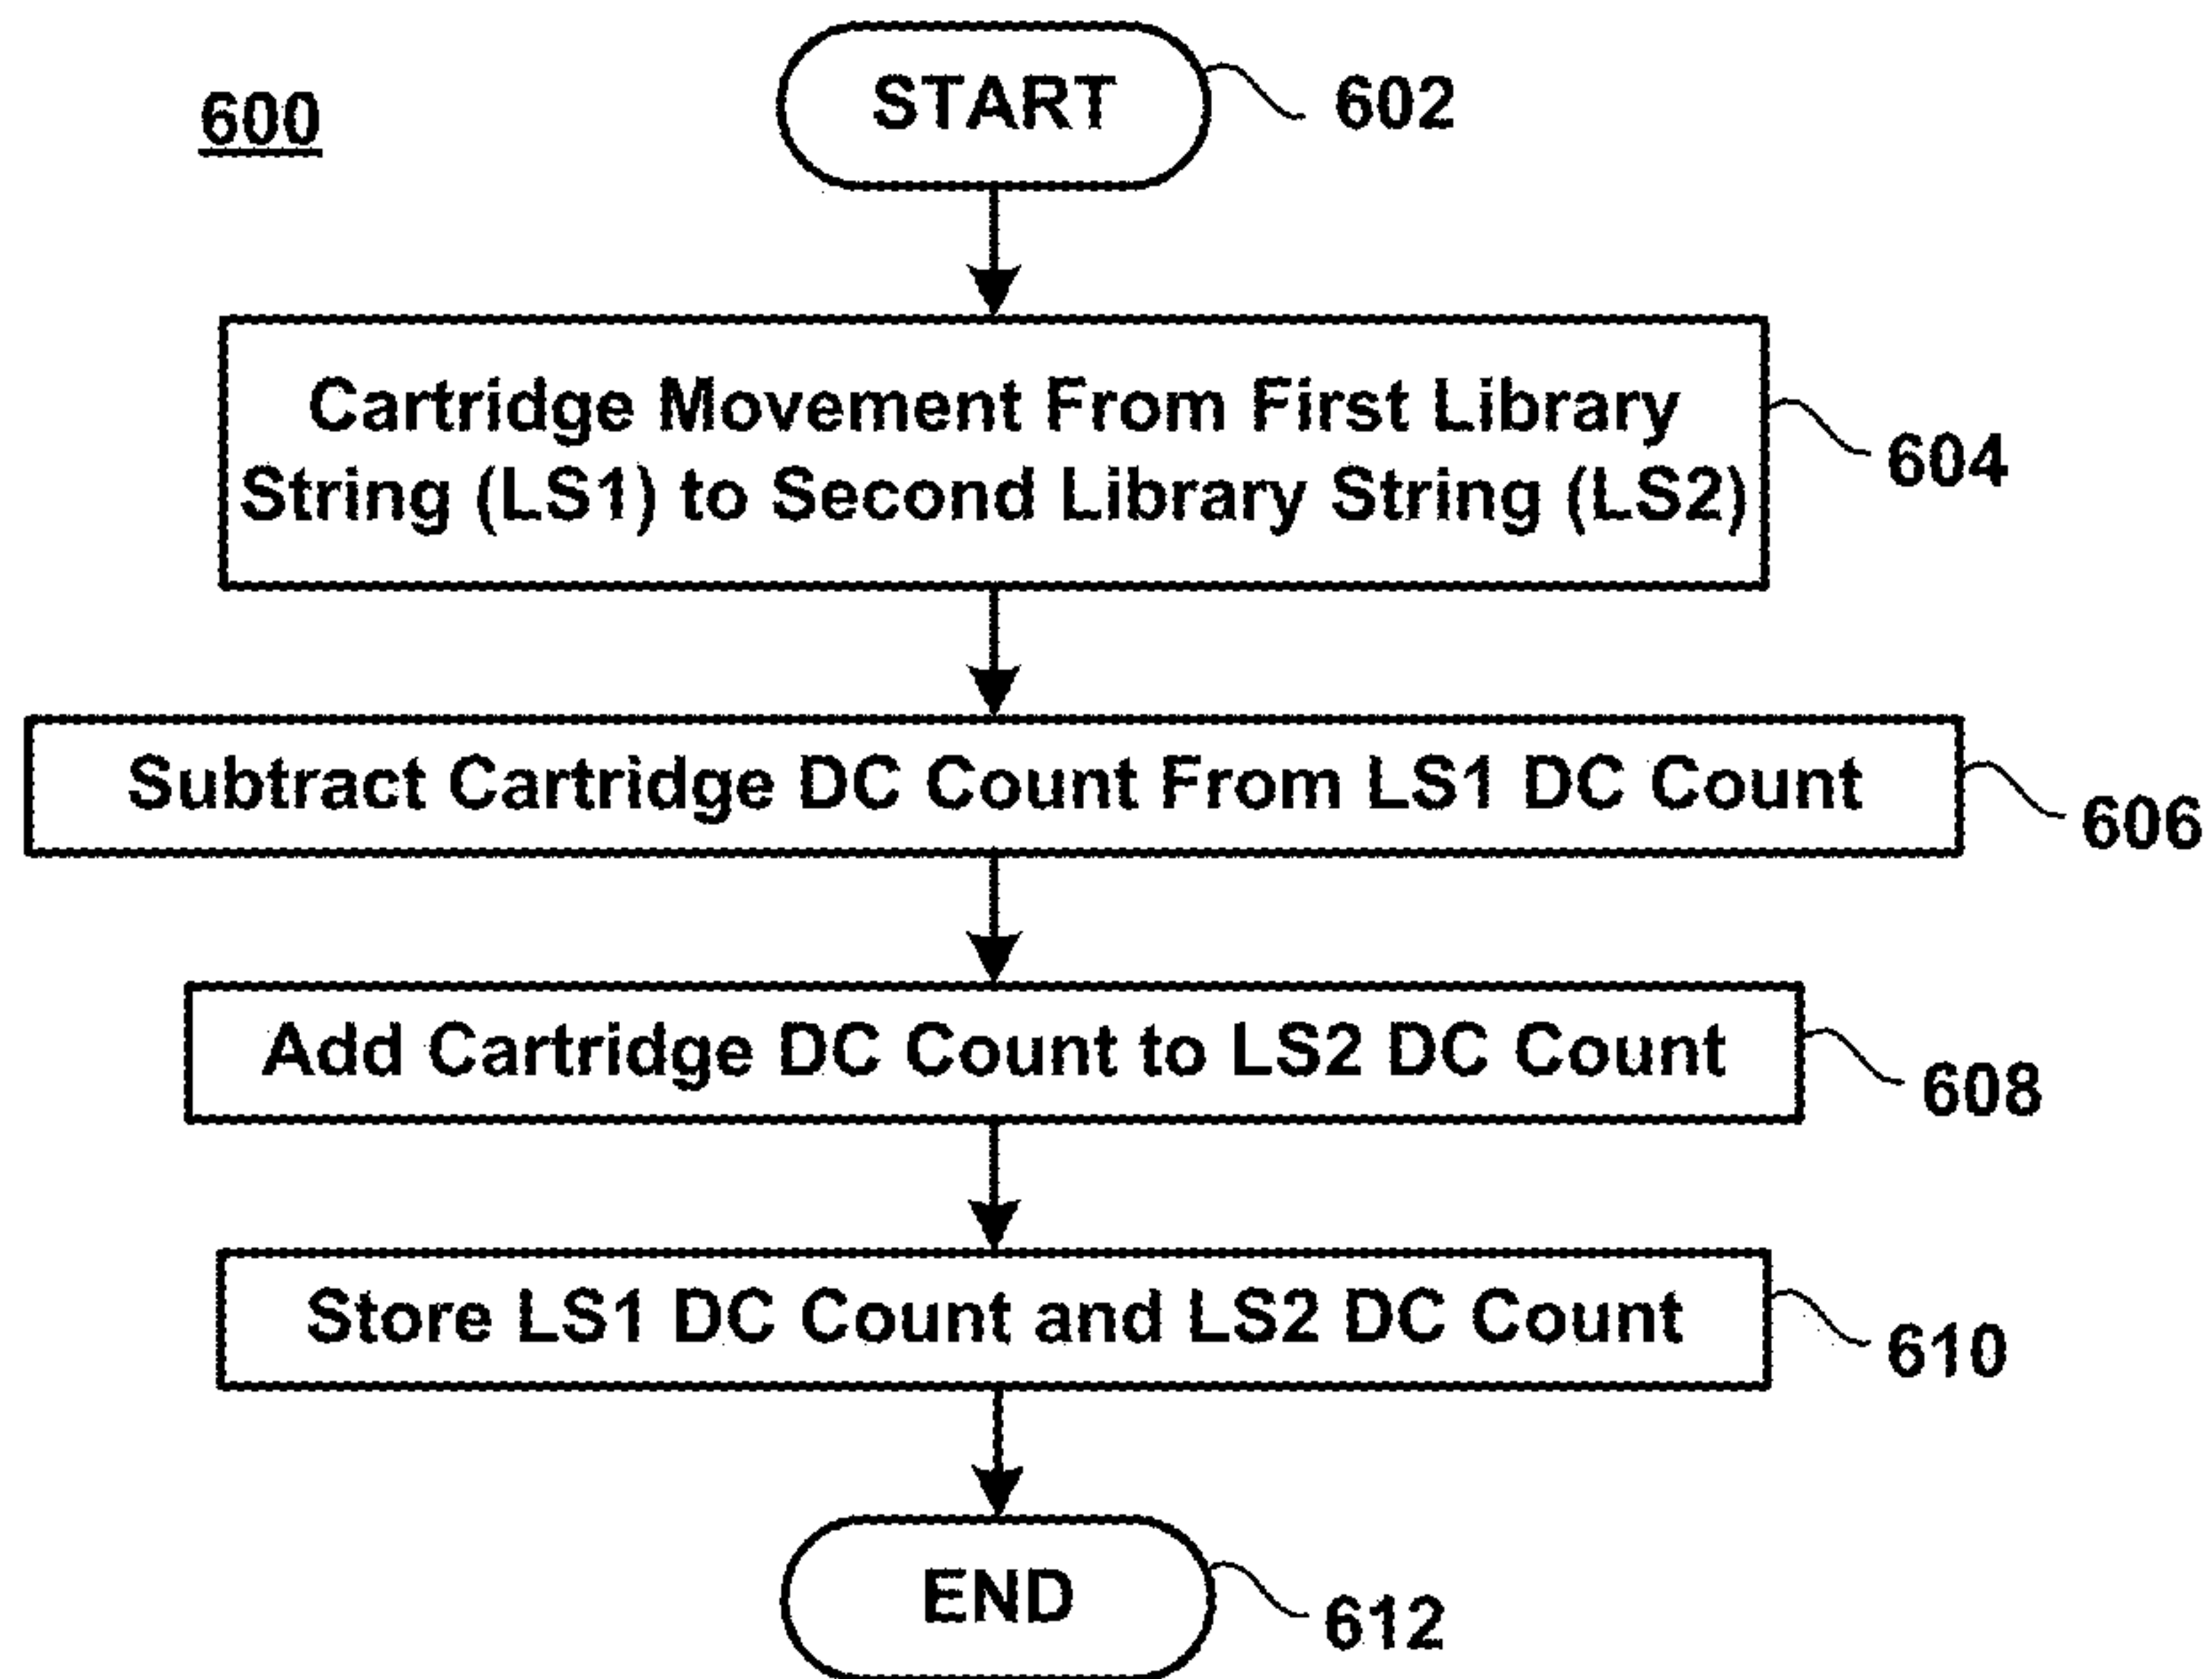 600
START
602
Cartridge Movement From First Library
String (LS1) to Second Library String (LS2)
604
Subtract Cartridge DC Count From LS1 DC Count
606
Add Cartridge DC Count to LS2 DC Count
608
Store LS1 DC Count and LS2 DC Count
610
END
612